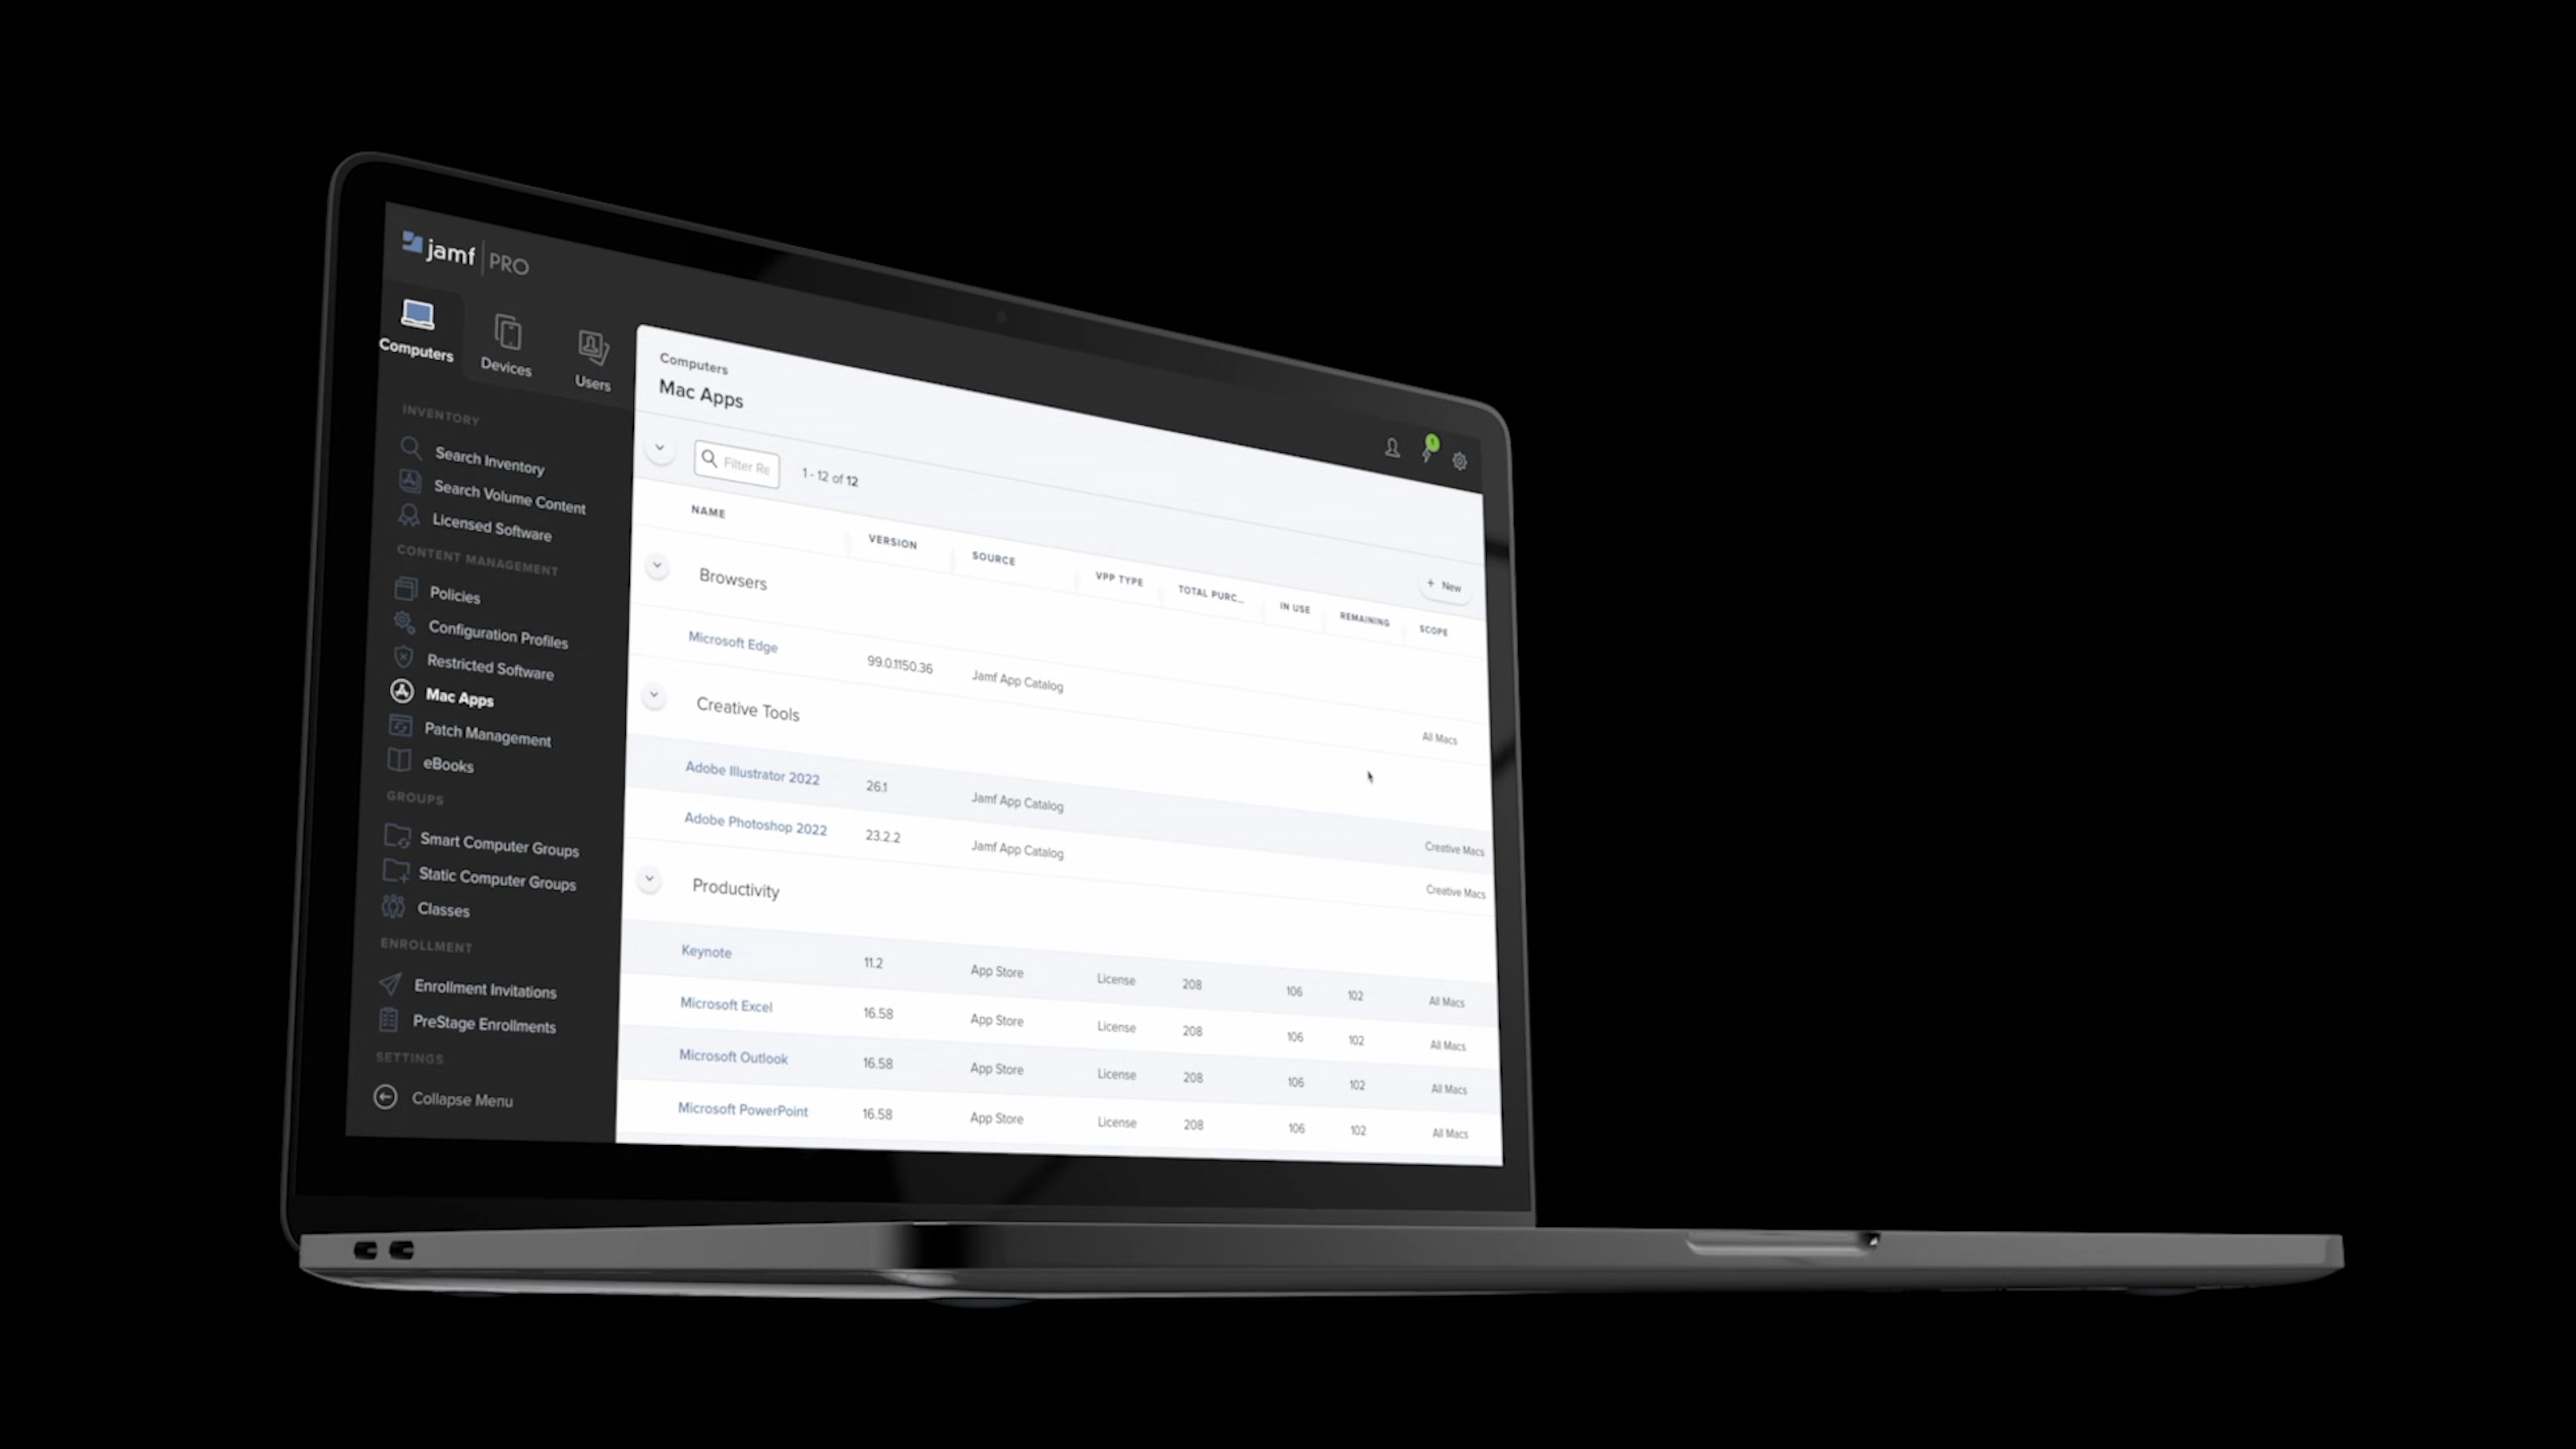 jamf | PRO
Computers
Devices
Users
INVENTORY
Search Inventory
Search Volume Content
Licensed Software
CONTENT MANAGEMENT
Policies
Configuration Profiles
Restricted Software
Mac Apps
Patch Management
eBooks
GROUPS
Smart Computer Groups
Static Computer Groups
Classes
ENROLLMENT
Enrollment Invitations
PreStage Enrollments
SETTINGS
Collapse Menu
Computers
Mac Apps
Filter Re
1 - 12 of 12
+ New
NAME VERSION SOURCE VPP TYPE TOTAL PURC... IN USE REMAINING SCOPE
Browsers
Microsoft Edge 99.0.1150.36 Jamf App Catalog All Macs
Creative Tools
Adobe Illustrator 2022 26.1 Jamf App Catalog Creative Macs
Adobe Photoshop 2022 23.2.2 Jamf App Catalog Creative Macs
Productivity
Keynote 11.2 App Store License 208 106 102 All Macs
Microsoft Excel 16.58 App Store License 208 106 102 All Macs
Microsoft Outlook 16.58 App Store License 208 106 102 All Macs
Microsoft PowerPoint 16.58 App Store License 208 106 102 All Macs